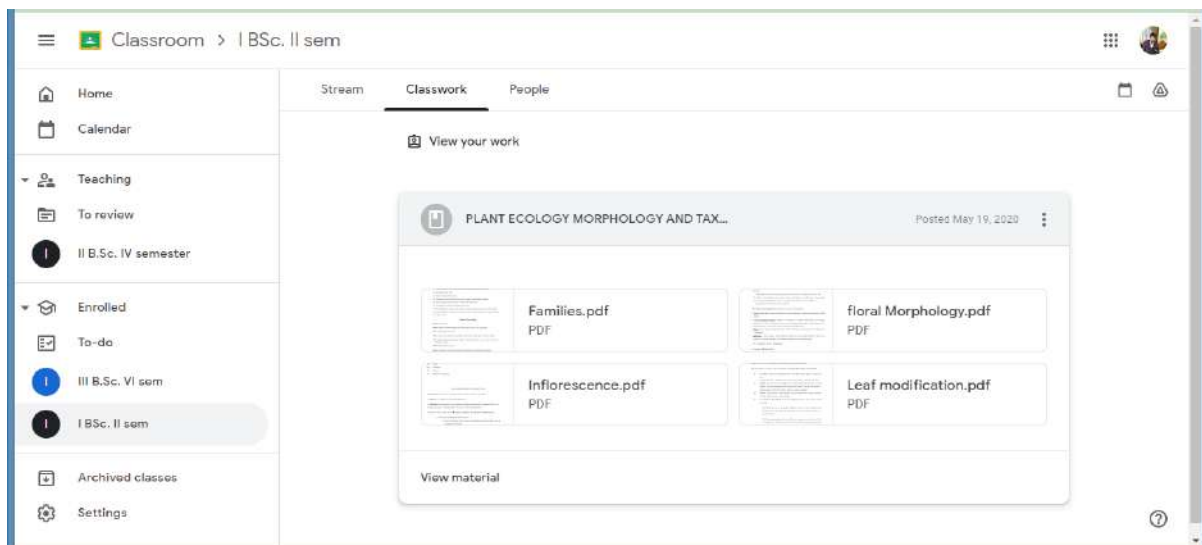 Classroom > I BSc. II sem
Home
Calendar
Teaching
To review
I
II B.Sc. IV semester
Enrolled
To-do
I
III B.Sc. VI sem
I
I BSc. II sem
Archived classes
Settings
Stream Classwork People
View your work
PLANT ECOLOGY MORPHOLOGY AND TAX... Posted May 19, 2020
Families.pdf
PDF
floral Morphology.pdf
PDF
Inflorescence.pdf
PDF
Leaf modification.pdf
PDF
View material